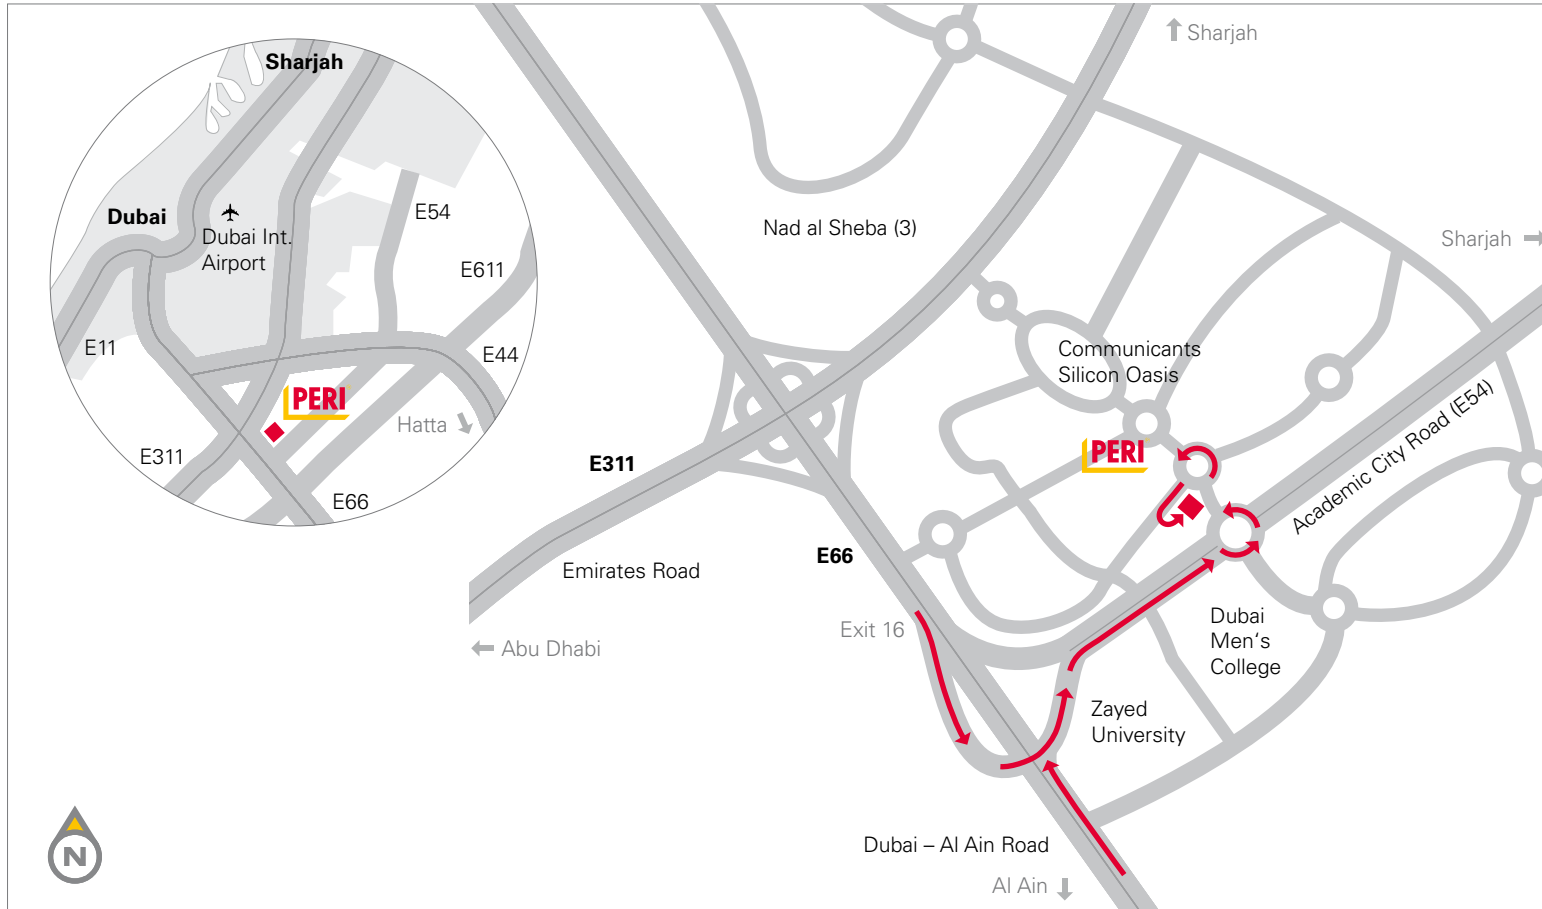 Sharjah
Dubai
Dubai Int.
Airport
E54
E611
E11
E44
PERI
Hatta
E311
E66
Sharjah
Nad al Sheba (3)
Sharjah
Communicants
Silicon Oasis
Academic City Road (E54)
PERI
E311
E66
Emirates Road
Exit 16
Abu Dhabi
Dubai
Men‘s
College
Zayed
University
Dubai – Al Ain Road
Al Ain
N